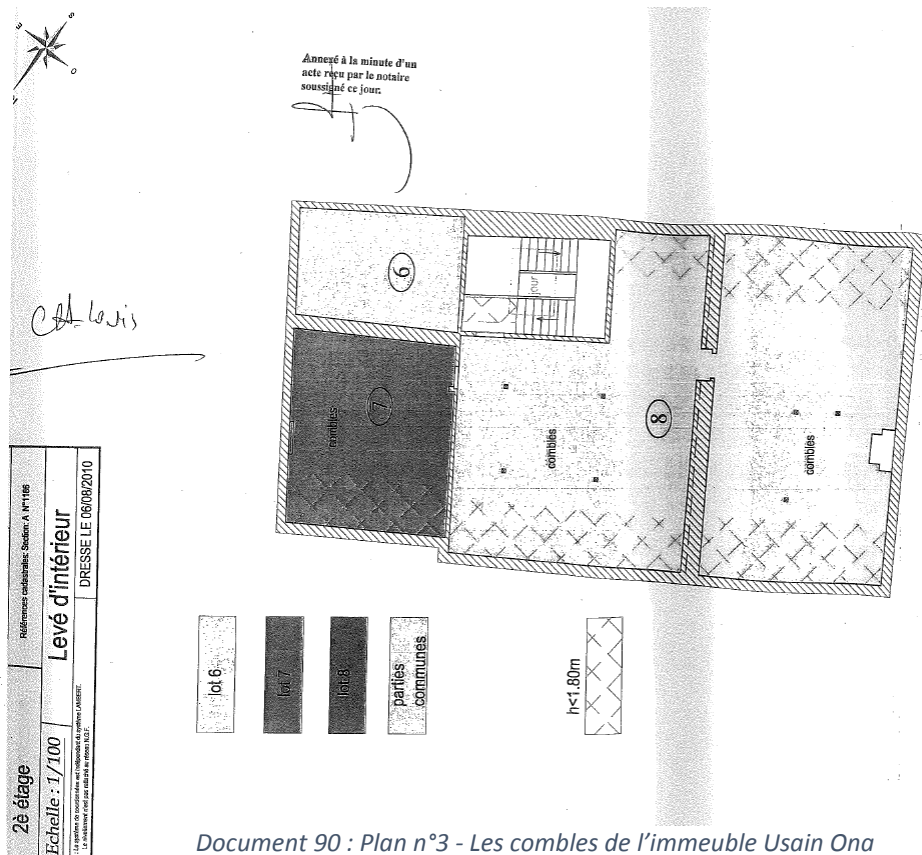 Annexé à la minute d'un
acte reçu par le notaire
soussigné ce jour.
6
jour
7
combles
8
combles
combles
2è étage
Références cadastrales: Section: A N°1166
Echelle : 1/100
Levé d'intérieur
DRESSE LE 06/08/2010
lot 6
lot 7
lot 8
parties
communes
h<1.80m
Document 90 : Plan n°3 - Les combles de l'immeuble Usain Ona